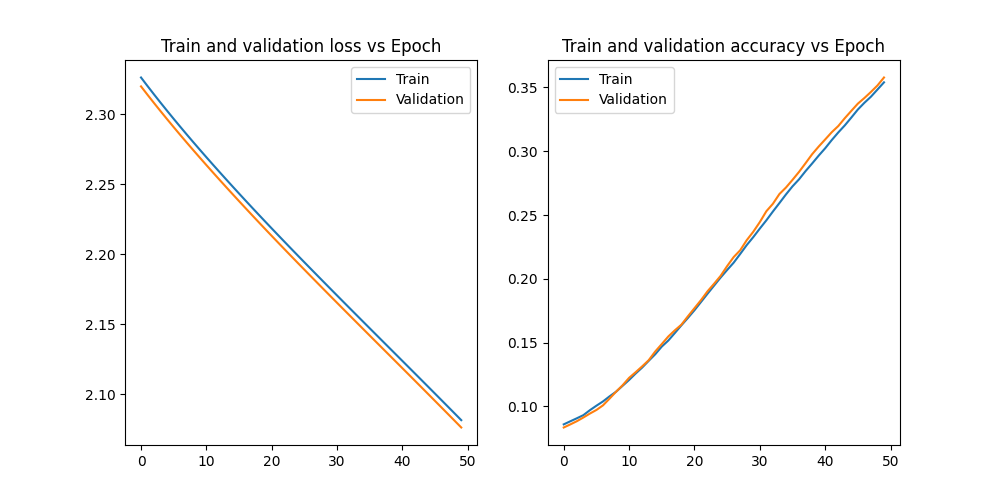 Train and validation loss vs Epoch
Train
Validation
2.30
2.25
2.20
2.15
2.10
0 10 20 30 40 50
Train and validation accuracy vs Epoch
Train
Validation
0.35
0.30
0.25
0.20
0.15
0.10
0 10 20 30 40 50